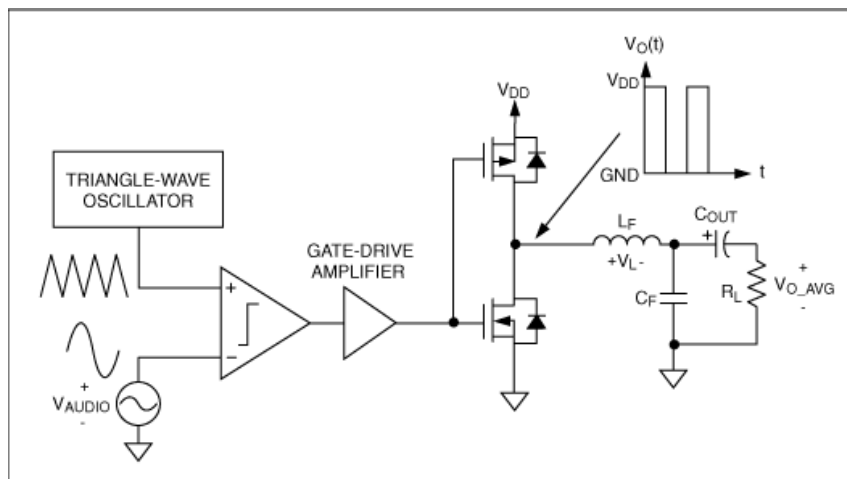 V_O(t)
V_DD
V_DD
GND
t
TRIANGLE-WAVE
OSCILLATOR
GATE-DRIVE
AMPLIFIER
L_F
C_OUT
+
+V_L-
+
+
-
C_F
R_L
V_O_AVG
-
+
V_AUDIO
-